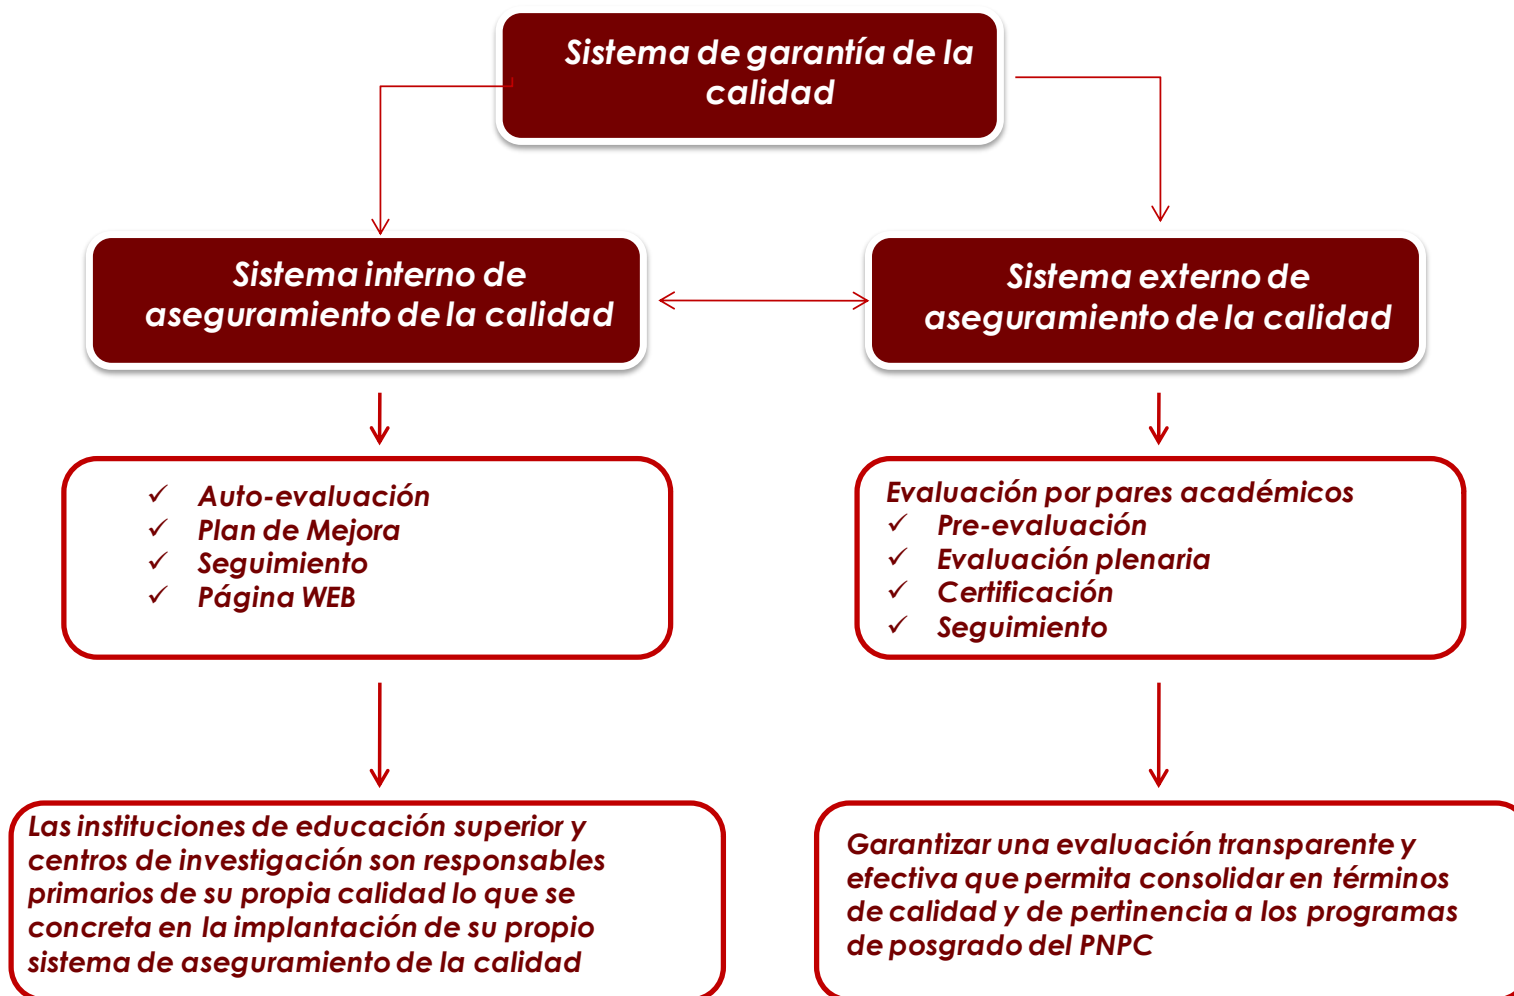 Sistema de garantía de la
calidad
Sistema interno de
aseguramiento de la calidad
Sistema externo de
aseguramiento de la calidad
✓ Auto-evaluación
✓ Plan de Mejora
✓ Seguimiento
✓ Página WEB
Evaluación por pares académicos
✓ Pre-evaluación
✓ Evaluación plenaria
✓ Certificación
✓ Seguimiento
Las instituciones de educación superior y
centros de investigación son responsables
primarios de su propia calidad lo que se
concreta en la implantación de su propio
sistema de aseguramiento de la calidad
Garantizar una evaluación transparente y
efectiva que permita consolidar en términos
de calidad y de pertinencia a los programas
de posgrado del PNPC